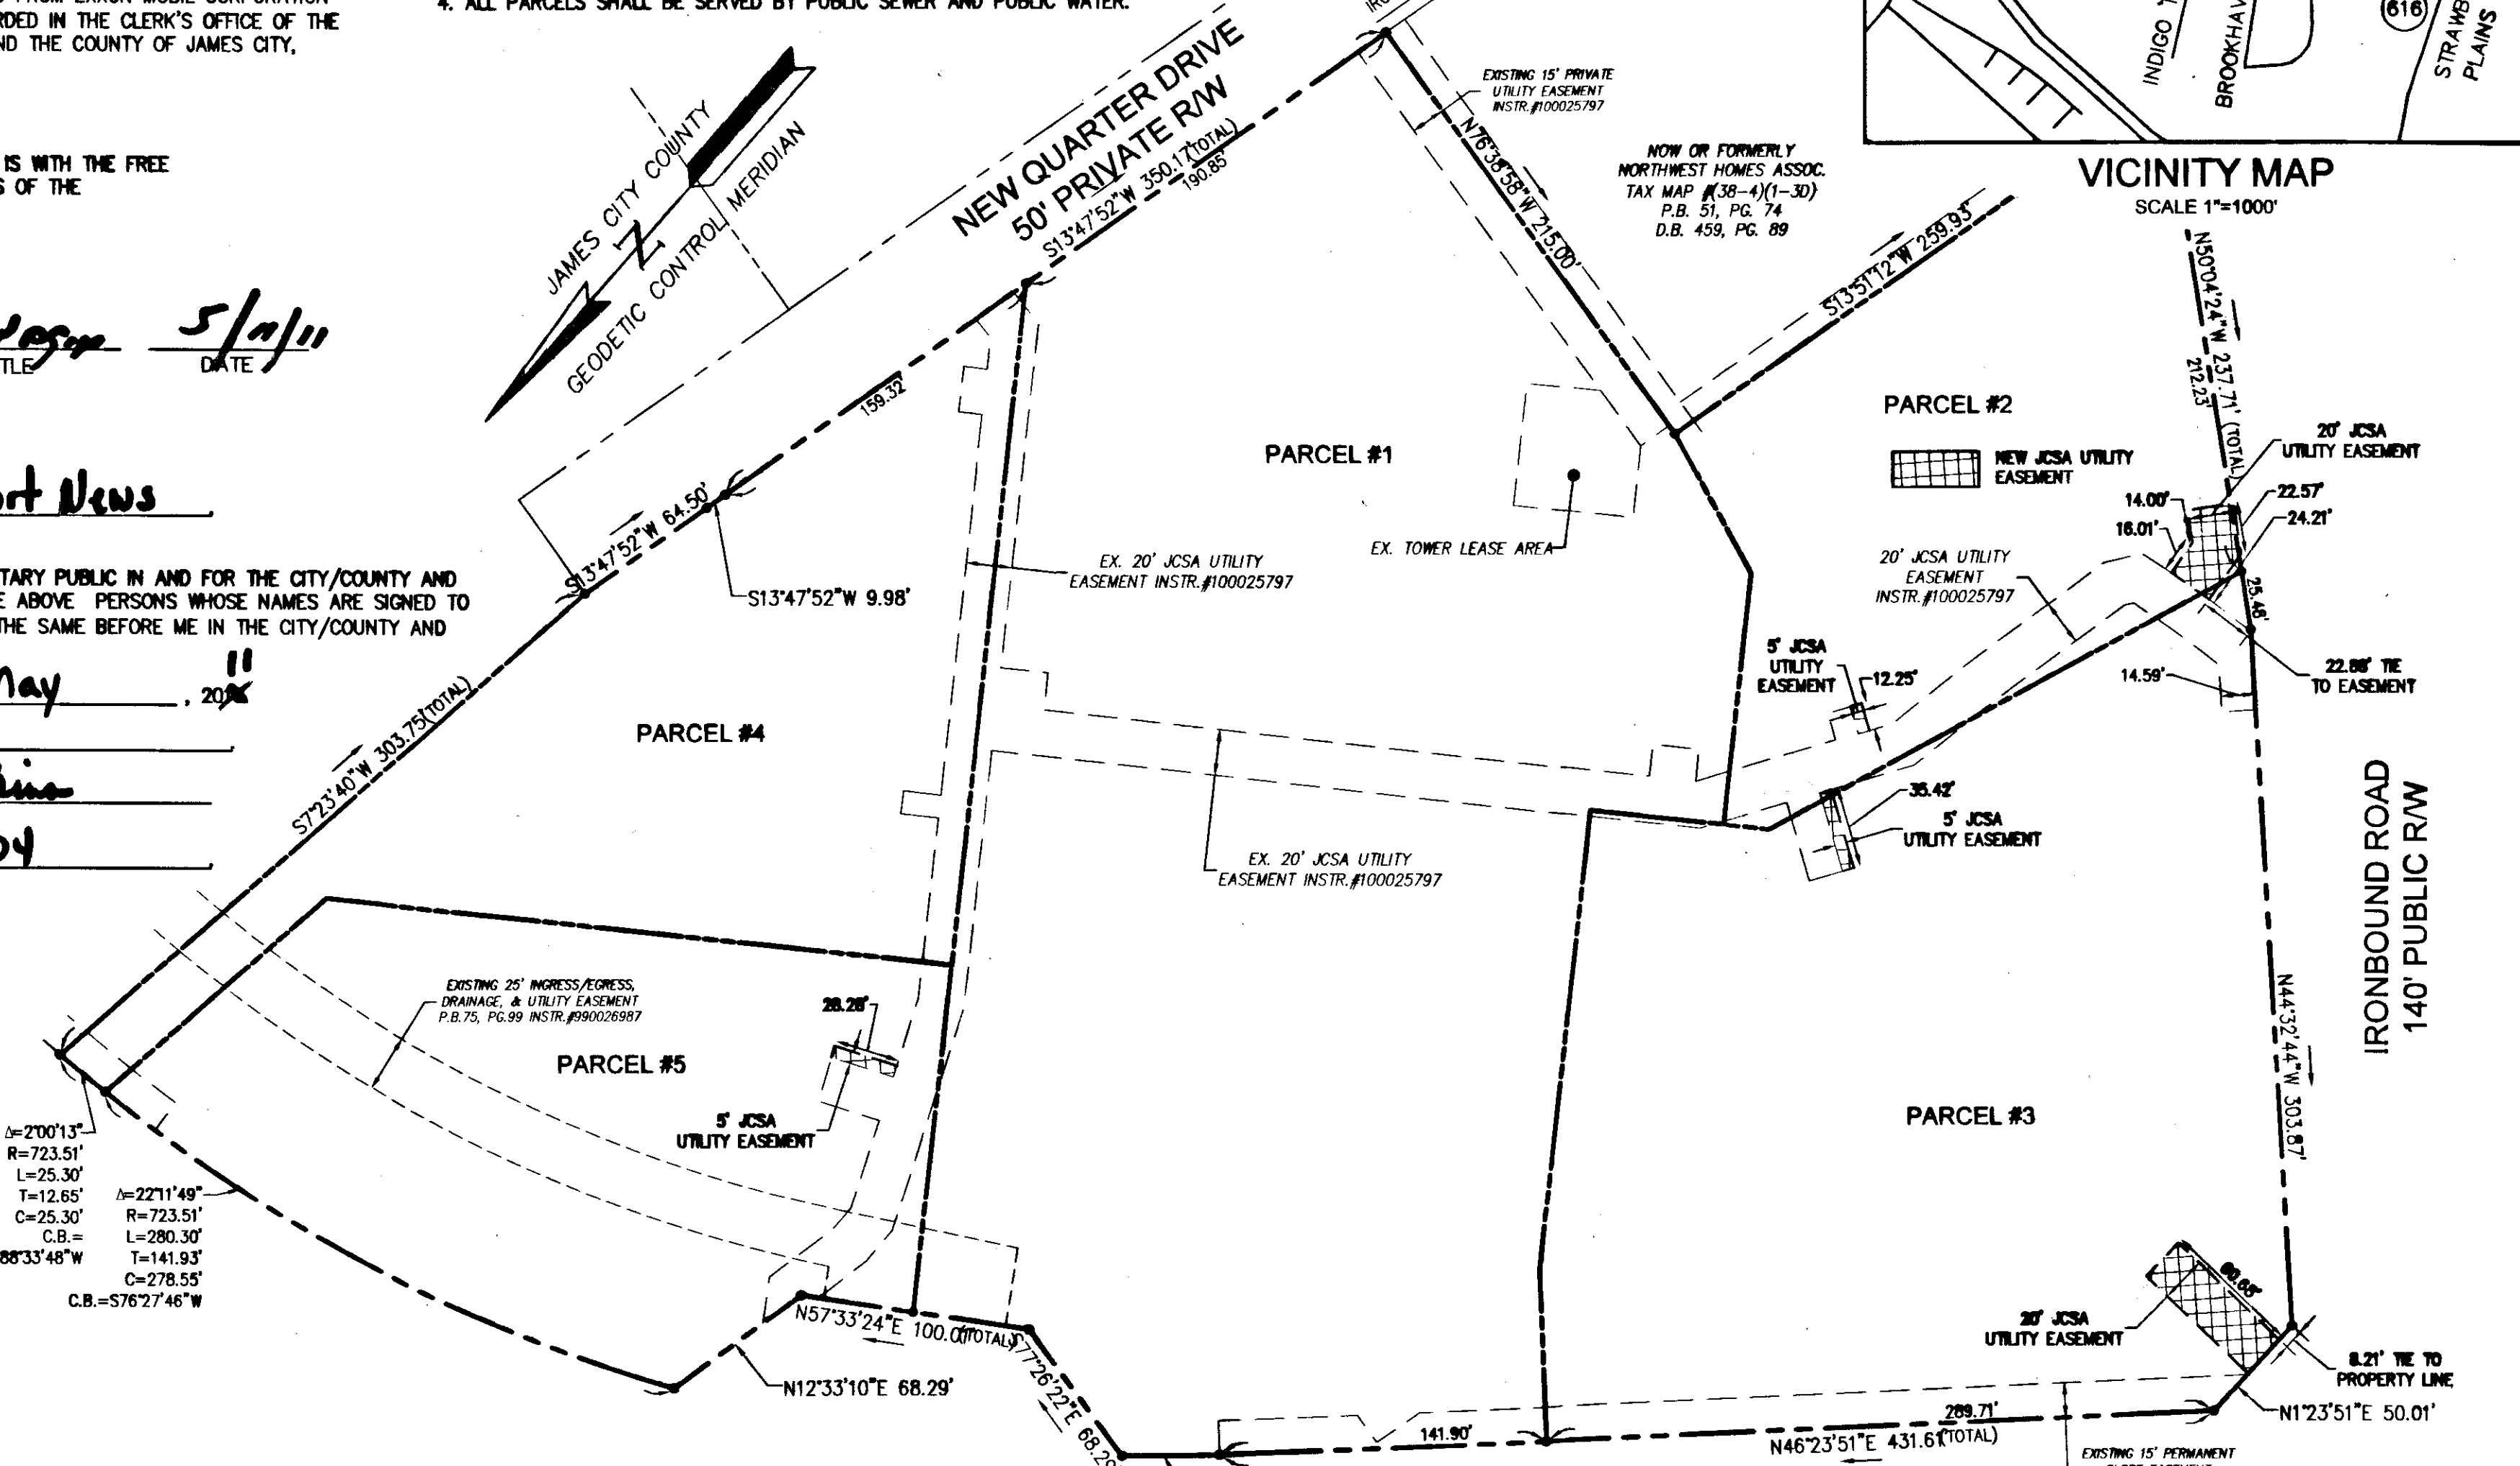 RDED IN THE CLERK'S OFFICE OF THE
ND THE COUNTY OF JAMES CITY,
4. ALL PARCELS SHALL BE SERVED BY PUBLIC SEWER AND PUBLIC WATER.
IS WITH THE FREE
S OF THE
5/11/11
TLE
DATE
ort News
TARY PUBLIC IN AND FOR THE CITY/COUNTY AND
E ABOVE PERSONS WHOSE NAMES ARE SIGNED TO
THE SAME BEFORE ME IN THE CITY/COUNTY AND
May
, 20
11
JAMES CITY COUNTY
N
GEODETIC CONTROL MERIDIAN
NEW QUARTER DRIVE
50' PRIVATE R/W
S13°47'52"W 350.17'(TOTAL)
190.85'
159.32'
S13°47'52"W 64.50'
S13°47'52"W 9.98'
S7°23'40"W 303.75'(TOTAL)
EXISTING 15' PRIVATE
UTILITY EASEMENT
INSTR.#100025797
N76°38'58"W 215.00'
NOW OR FORMERLY
NORTHWEST HOMES ASSOC.
TAX MAP #(38-4)(1-3D)
P.B. 51, PG. 74
D.B. 459, PG. 89
S13°51'12"W 259.93'
INDIGO
BROOKHAV
616
STRAWB
PLAINS
VICINITY MAP
SCALE 1"=1000'
N50°04'24"W 237.71' (TOTAL)
212.23'
PARCEL #2
NEW JCSA UTILITY
EASEMENT
20' JCSA
UTILITY EASEMENT
14.00'
16.01'
22.57'
24.21'
25.48'
20' JCSA UTILITY
EASEMENT
INSTR.#100025797
14.59'
22.88' TIE
TO EASEMENT
PARCEL #1
EX. TOWER LEASE AREA
EX. 20' JCSA UTILITY
EASEMENT INSTR.#100025797
5' JCSA
UTILITY
EASEMENT
12.25'
PARCEL #4
EX. 20' JCSA UTILITY
EASEMENT INSTR.#100025797
35.42'
5' JCSA
UTILITY EASEMENT
IRONBOUND ROAD
140' PUBLIC R/W
N44°32'44"W 303.87'
EXISTING 25' INGRESS/EGRESS,
DRAINAGE, & UTILITY EASEMENT
P.B.75, PG.99 INSTR.#990026987
28.28'
PARCEL #5
5' JCSA
UTILITY EASEMENT
PARCEL #3
Δ=2°00'13"
R=723.51'
L=25.30'
T=12.65'
C=25.30'
C.B.=
88°33'48"W
Δ=22°11'49"
R=723.51'
L=280.30'
T=141.93'
C=278.55'
C.B.=S76°27'46"W
N57°33'24"E 100.00'(TOTAL)
N12°33'10"E 68.29'
S77°26'22"E 68.29
20' JCSA
UTILITY EASEMENT
8.21' TIE TO
PROPERTY LINE
N1°23'51"E 50.01'
141.90'
289.71'
N46°23'51"E 431.61'(TOTAL)
EXISTING 15' PERMANENT